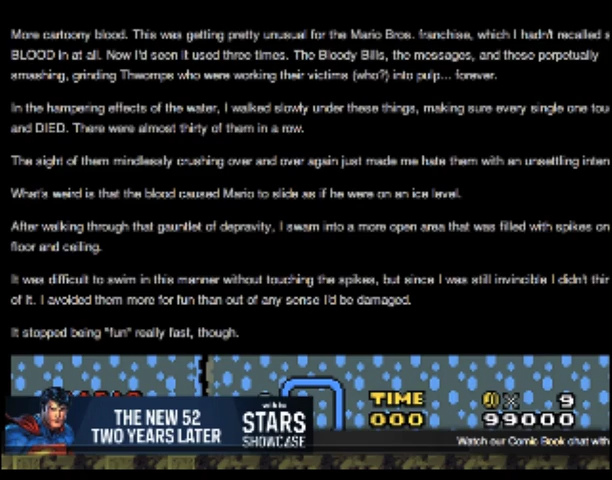 More cartoony blood. This was getting pretty unusual for the Mario Bros. franchise, which I hadn't recalled s
BLOOD in at all. Now I'd seen it used three times. The Bloody Bills, the messages, and these perpetually
smashing, grinding Thwomps who were working their victims (who?) into pulp... forever.
In the hampering effects of the water, I walked slowly under these things, making sure every single one tou
and DIED. There were almost thirty of them in a row.
The sight of them mindlessly crushing over and over again just made me hate them with an unsettling inten
What's weird is that the blood caused Mario to slide as if he were on an ice level.
After walking through that gauntlet of depravity, I swam into a more open area that was filled with spikes on
floor and ceiling.
It was difficult to swim in this manner without touching the spikes, but since I was still invincible I didn't thin
of it. I avoided them more for fun than out of any sense I'd be damaged.
It stopped being "fun" really fast, though.
TIME × 9
000 99000
THE NEW 52
TWO YEARS LATER
STARS
SHOWCASE
Watch our Comic Book chat with